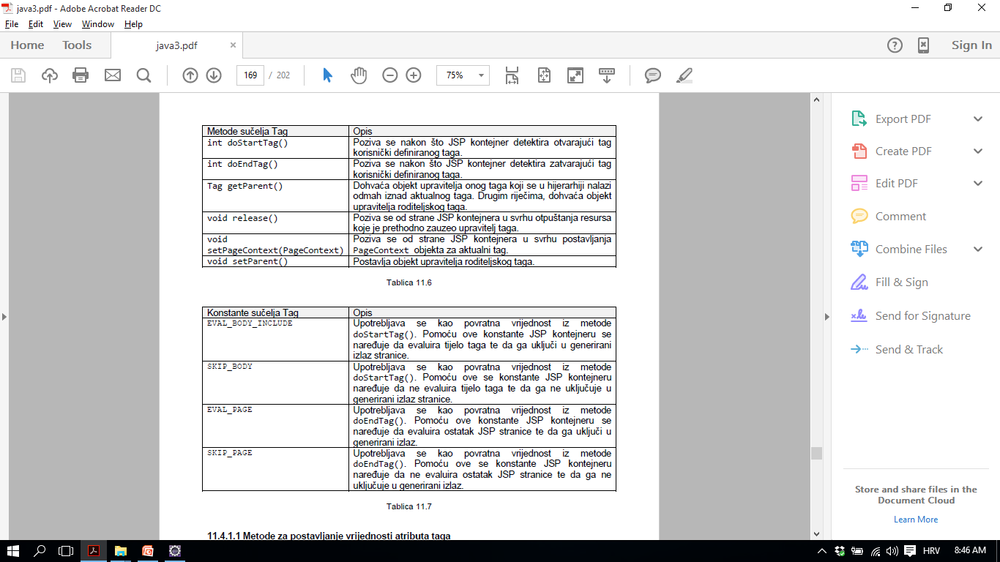 java3.pdf - Adobe Acrobat Reader DC
File Edit View Window Help
Home Tools java3.pdf × ? Sign In
169 / 202 75%
Metode sučelja Tag Opis
int doStartTag() Poziva se nakon što JSP kontejner detektira otvarajući tag
korisnički definiranog taga.
int doEndTag() Poziva se nakon što JSP kontejner detektira zatvarajući tag
korisnički definiranog taga.
Tag getParent() Dohvaća objekt upravitelja onog taga koji se u hijerarhiji nalazi
odmah iznad aktualnog taga. Drugim riječima, dohvaća objekt
upravitelja roditeljskog taga.
void release() Poziva se od strane JSP kontejnera u svrhu otpuštanja resursa
koje je prethodno zauzeo upravitelj taga.
void Poziva se od strane JSP kontejnera u svrhu postavljanja
setPageContext(PageContext) PageContext objekta za aktualni tag.
void setParent() Postavlja objekt upravitelja roditeljskog taga.
Tablica 11.6
Konstante sučelja Tag Opis
EVAL_BODY_INCLUDE Upotrebljava se kao povratna vrijednost iz metode
doStartTag(). Pomoću ove konstante JSP kontejneru se
naređuje da evaluira tijelo taga te da ga uključi u generirani
izlaz stranice.
SKIP_BODY Upotrebljava se kao povratna vrijednost iz metode
doStartTag(). Pomoću ove se konstante JSP kontejneru
naređuje da ne evaluira tijelo taga te da ga ne uključuje u
generirani izlaz stranice.
EVAL_PAGE Upotrebljava se kao povratna vrijednost iz metode
doEndTag(). Pomoću ove konstante JSP kontejneru se
naređuje da evaluira ostatak JSP stranice te da ga uključi u
generirani izlaz.
SKIP_PAGE Upotrebljava se kao povratna vrijednost iz metode
doEndTag(). Pomoću ove se konstante JSP kontejneru
naređuje da ne evaluira ostatak JSP stranice te da ga ne
uključuje u generirani izlaz.
Tablica 11.7
11.4.1.1 Metode za postavljanje vrijednosti atributa taga
Export PDF
Create PDF
Edit PDF
Comment
Combine Files
Fill & Sign
Send for Signature
Send & Track
Store and share files in the
Document Cloud
Learn More
HRV 8:46 AM